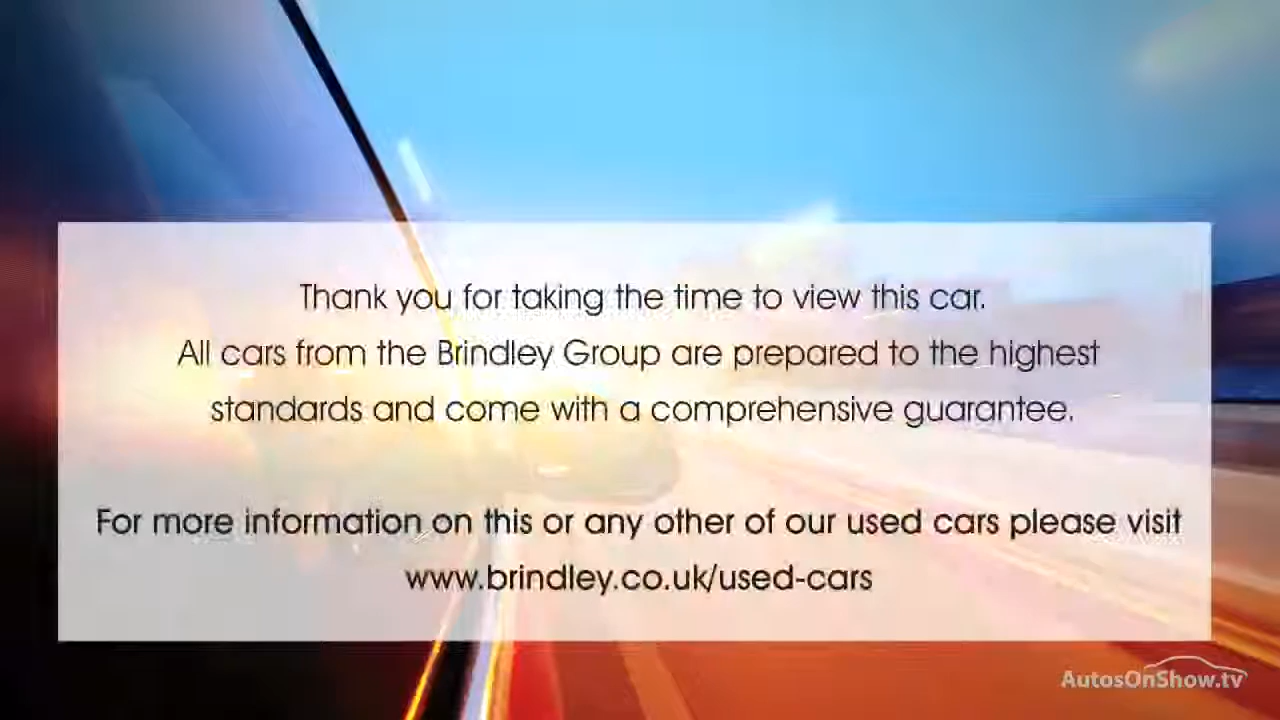 Thank you for taking the time to view this car.
All cars from the Brindley Group are prepared to the highest
standards and come with a comprehensive guarantee.
For more information on this or any other of our used cars please visit
www.brindley.co.uk/used-cars
AutosOnShow.tv